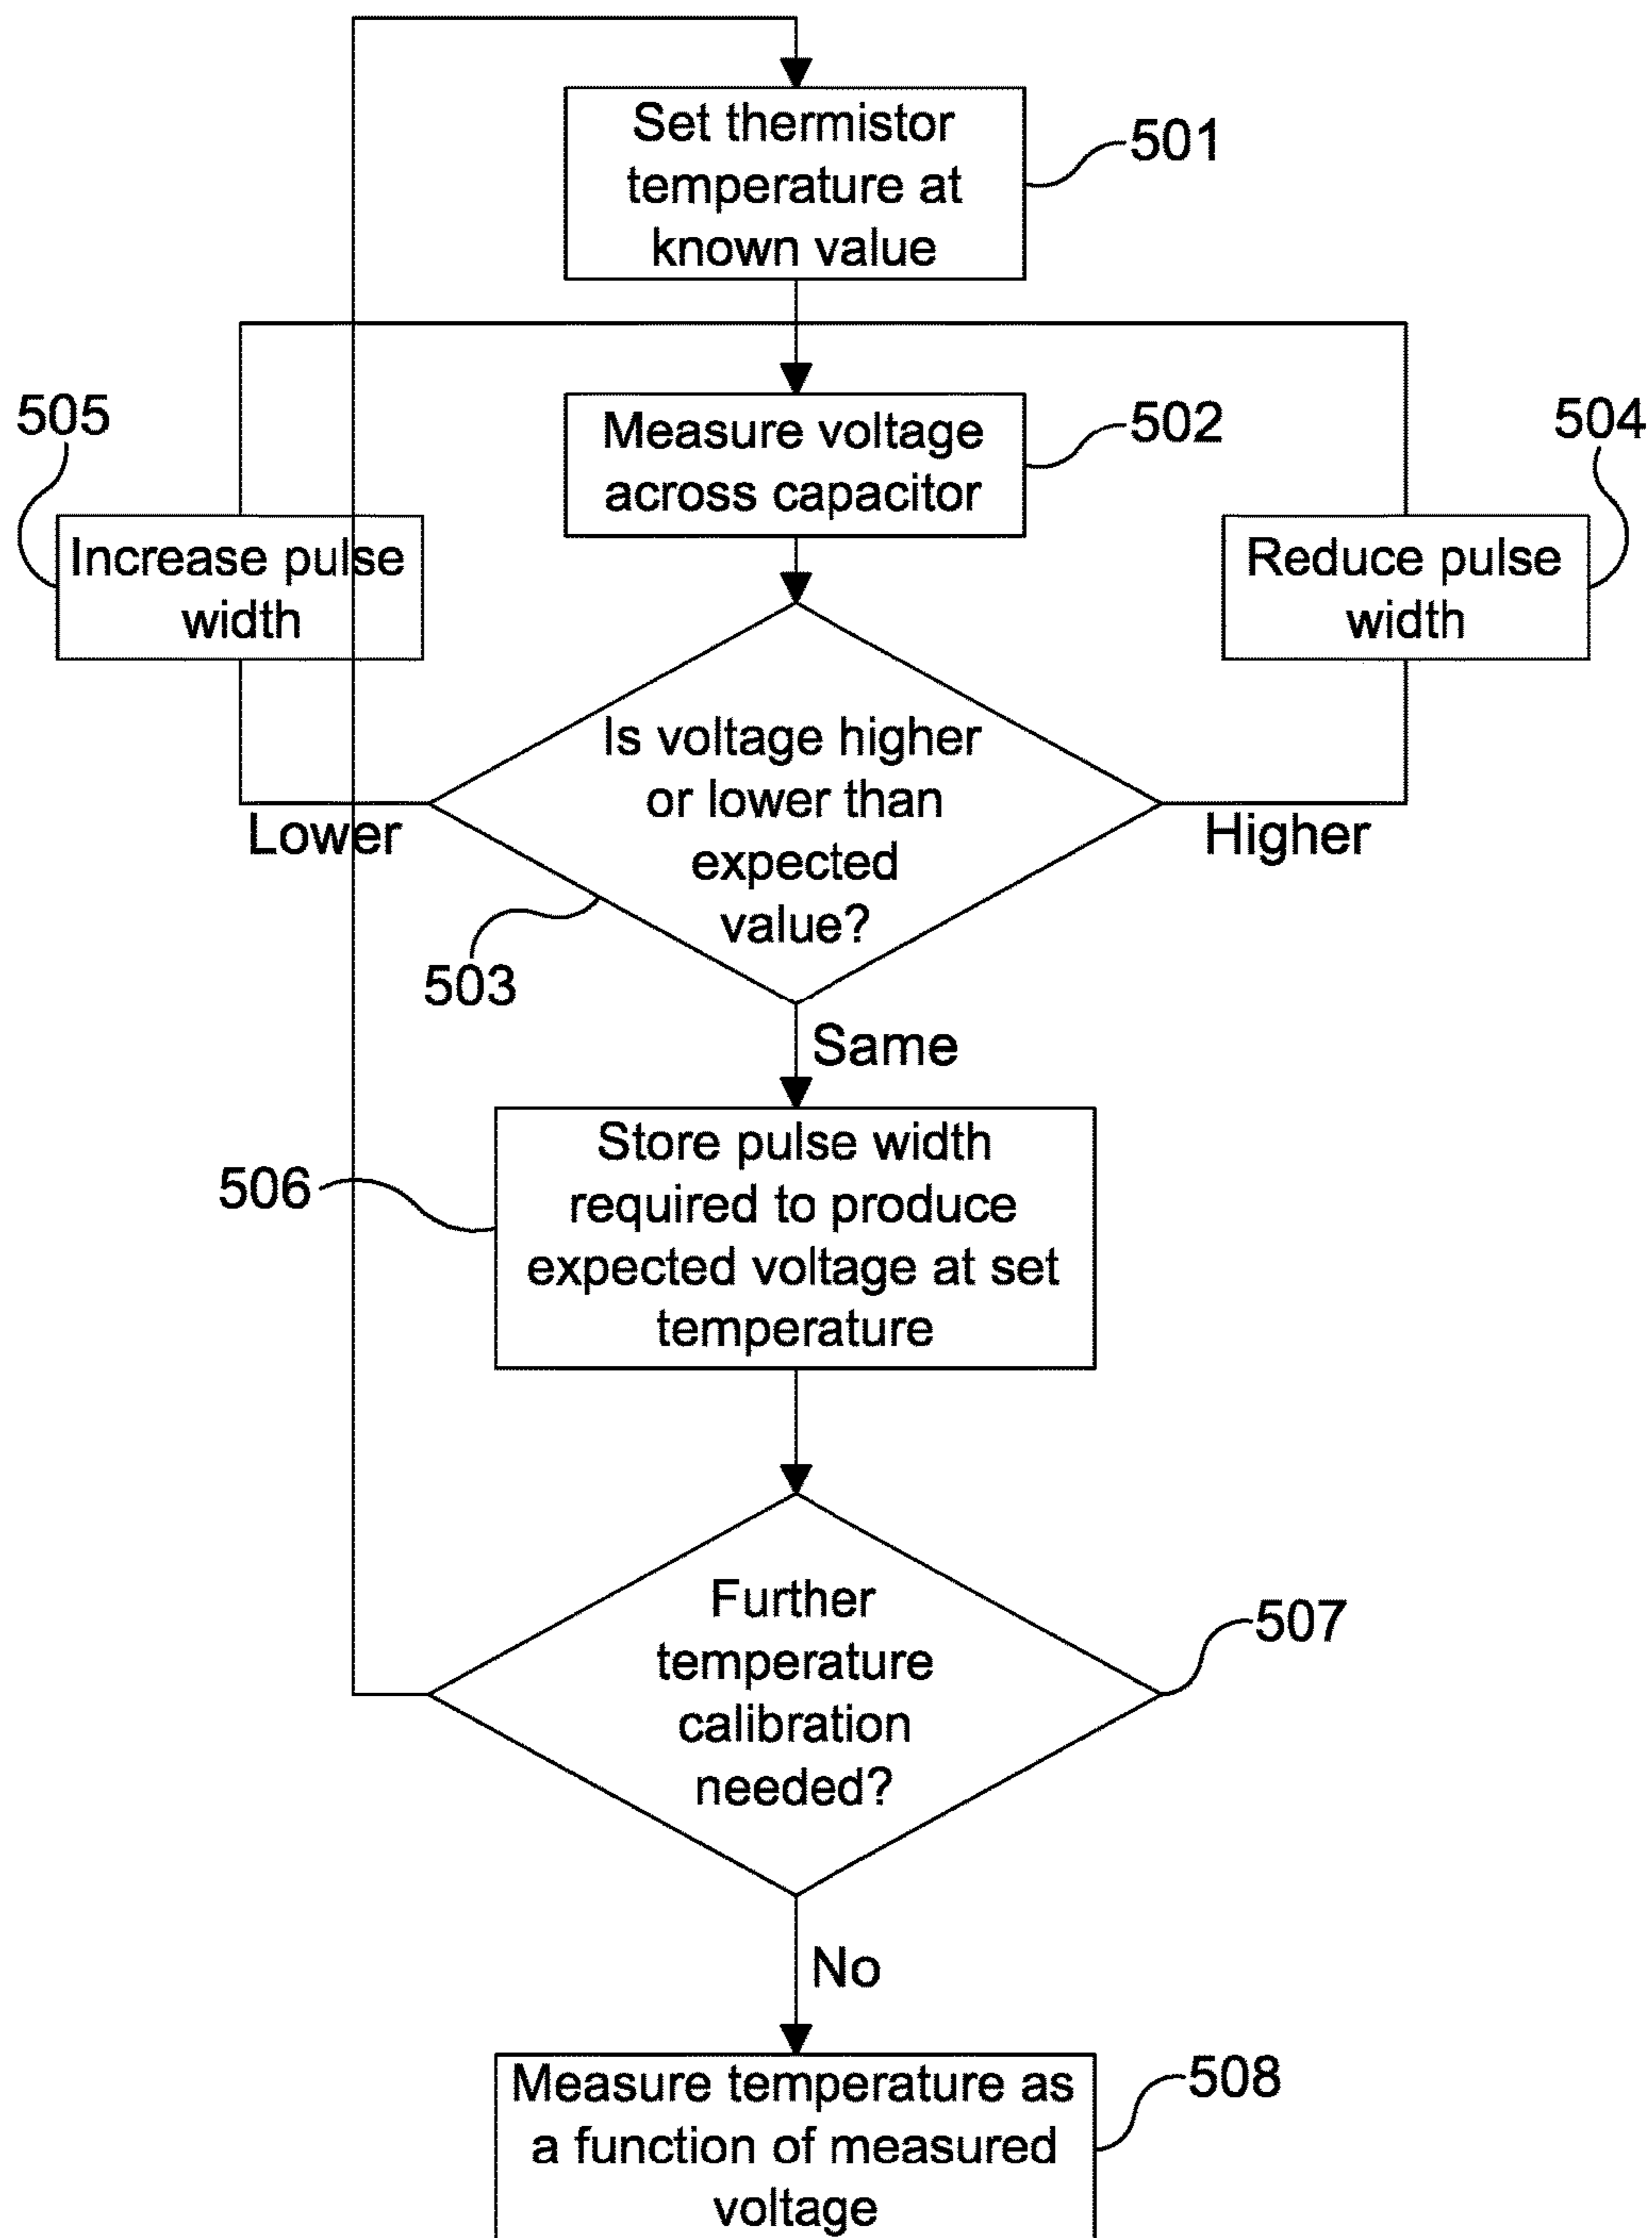 Set thermistor
temperature at
known value
501
Measure voltage
across capacitor
502
505
504
Increase pulse
width
Reduce pulse
width
Is voltage higher
or lower than
expected
value?
Lower
Higher
503
Same
Store pulse width
required to produce
expected voltage at set
temperature
506
Further
temperature
calibration
needed?
507
No
Measure temperature as
a function of measured
voltage
508